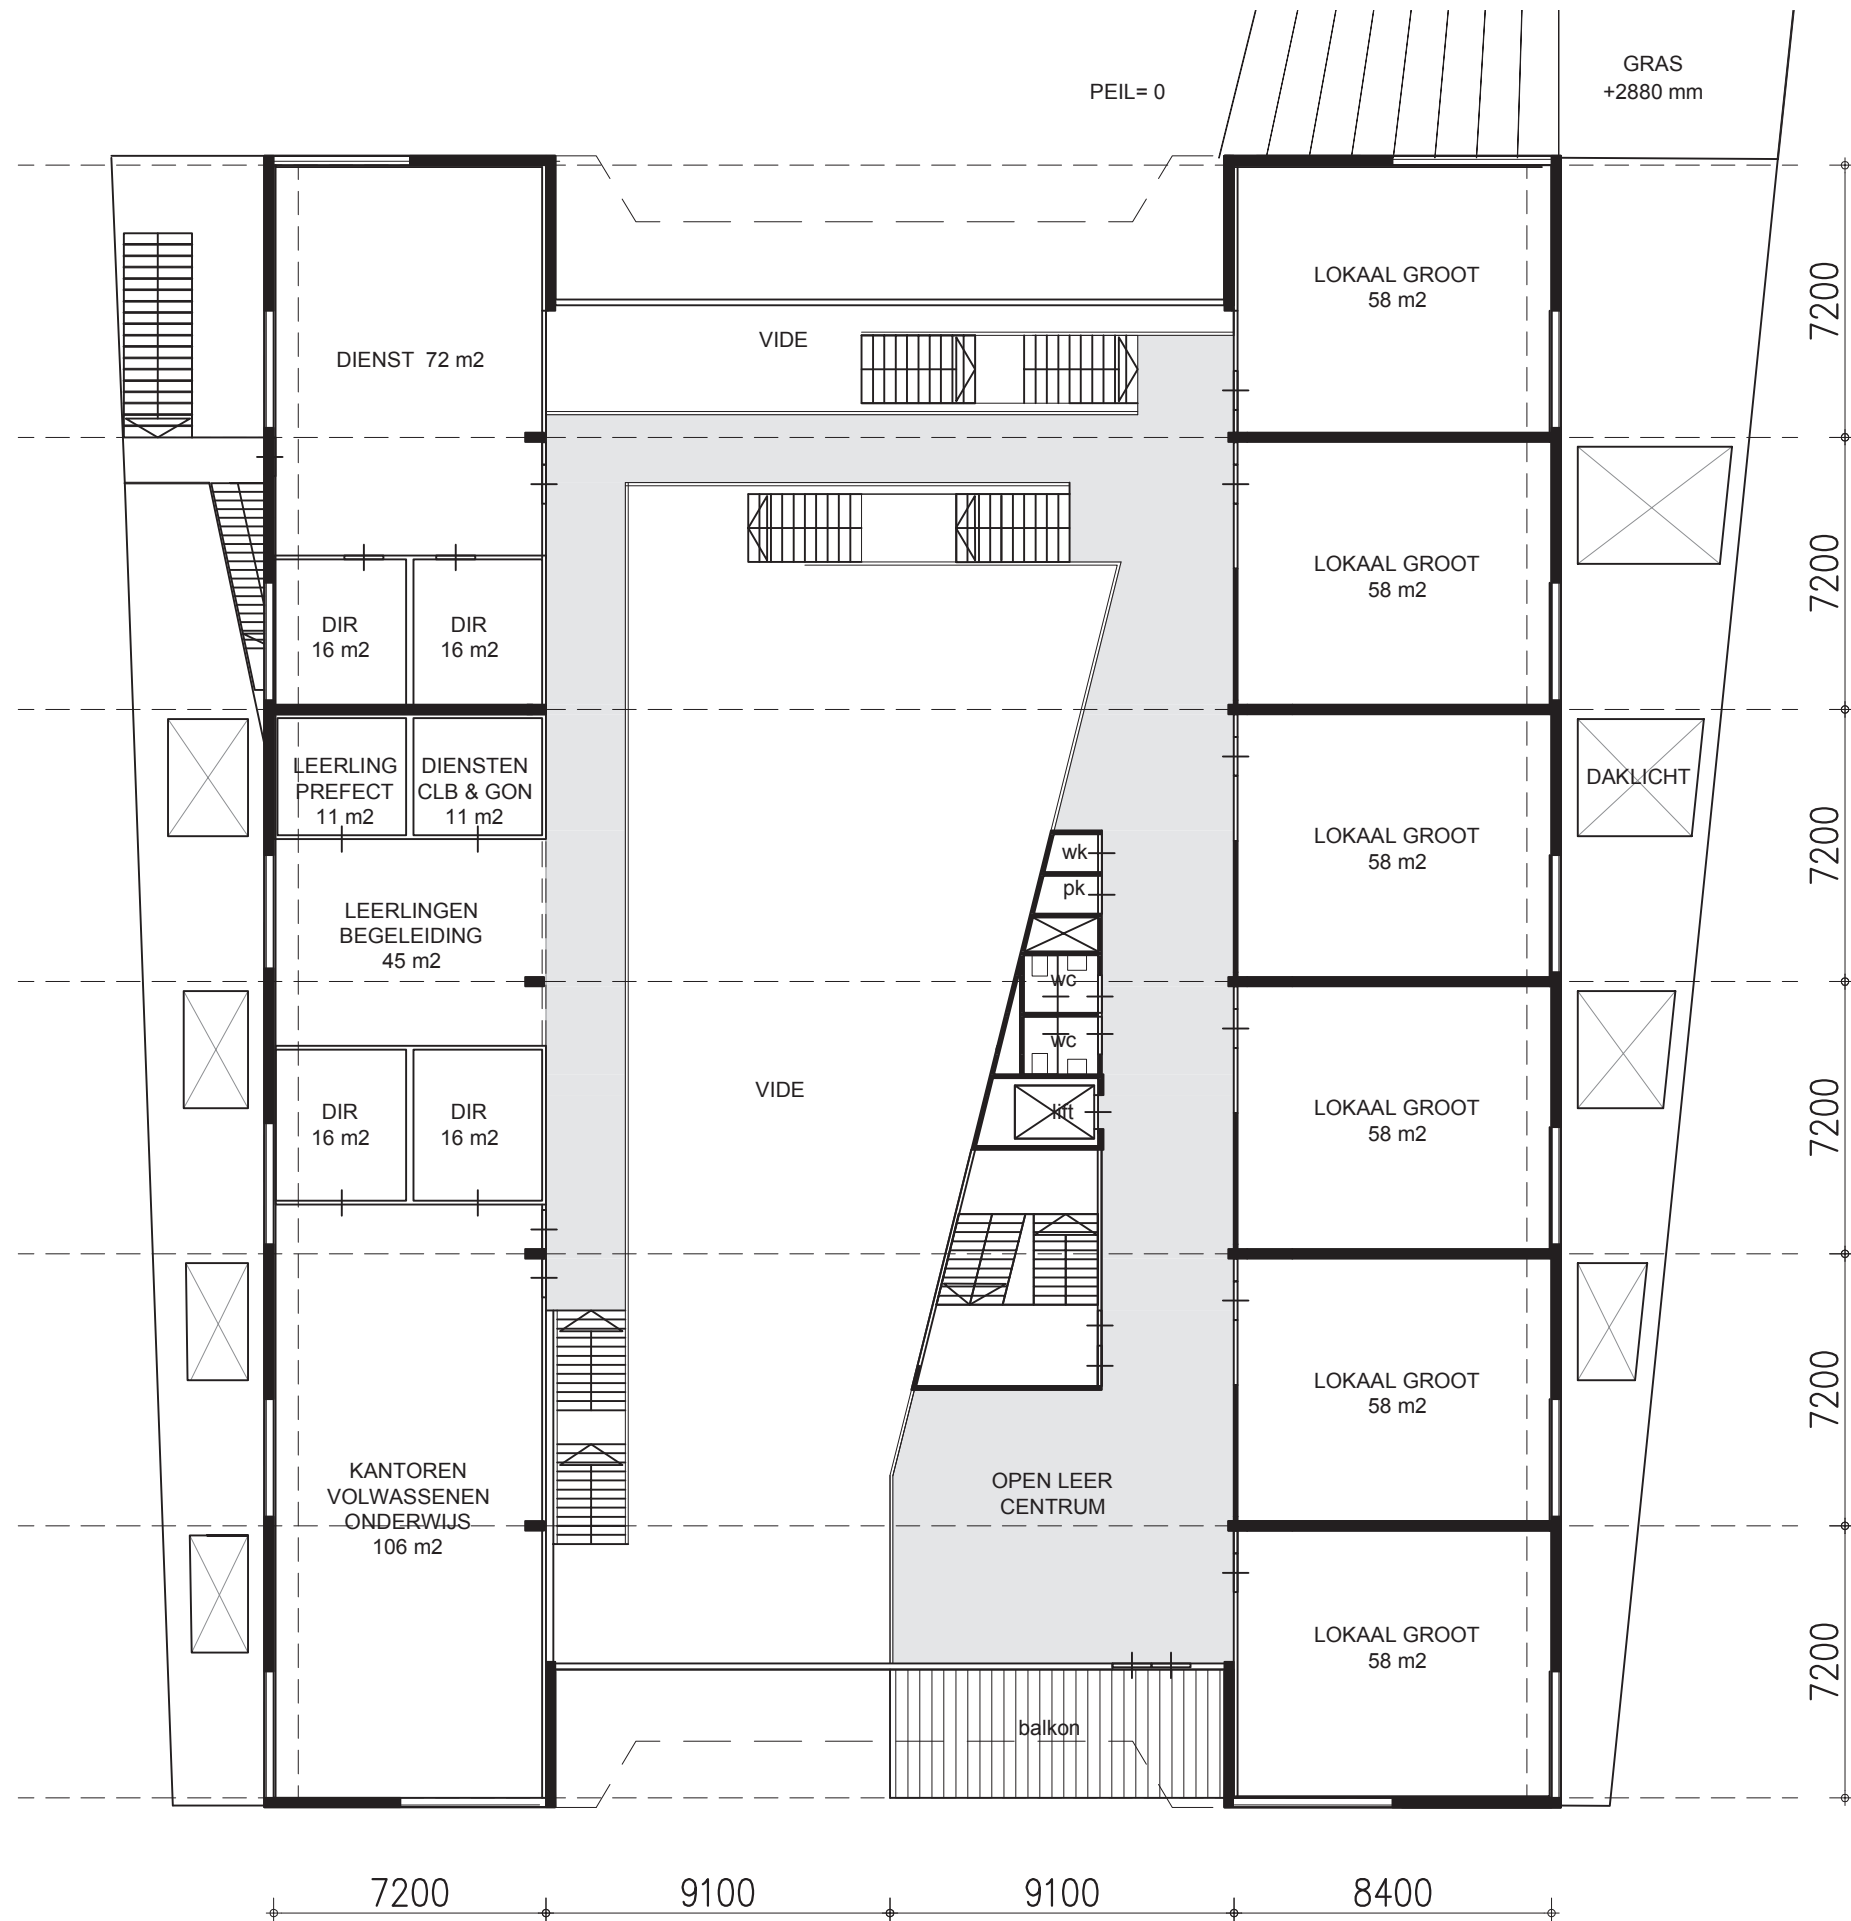 GRAS
+2880 mm
PEIL= 0
LOKAAL GROOT
58 m2
7200
VIDE
DIENST  72 m2
LOKAAL GROOT
58 m2
7200
DIR
16 m2
DIR
16 m2
LEERLING
PREFECT
11 m2
DIENSTEN
CLB & GON
11 m2
DAKLICHT
LOKAAL GROOT
58 m2
7200
wk
pk
LEERLINGEN
BEGELEIDING
45 m2
wc
wc
VIDE
lift
DIR
16 m2
DIR
16 m2
LOKAAL GROOT
58 m2
7200
LOKAAL GROOT
58 m2
7200
KANTOREN
VOLWASSENEN
ONDERWIJS
106 m2
OPEN LEER
CENTRUM
LOKAAL GROOT
58 m2
7200
balkon
7200
9100
9100
8400